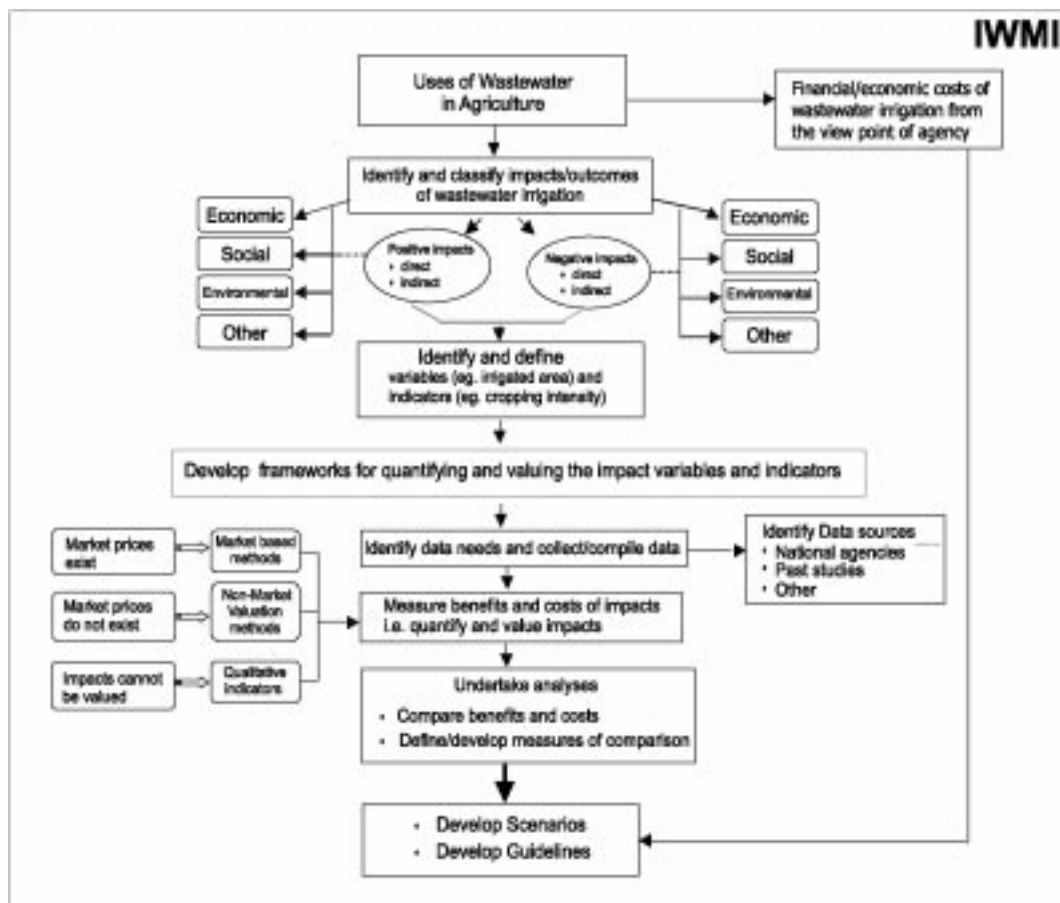 IWMI
Uses of Wastewater
in Agriculture
Financial/economic costs of
wastewater irrigation from
the view point of agency
Identify and classify impacts/outcomes
of wastewater irrigation
Economic
Social
Environmental
Other
Positive impacts
• direct
• indirect
Negative impacts
• direct
• indirect
Economic
Social
Environmental
Other
Identify and define
variables (eg. irrigated area) and
indicators (eg. cropping intensity)
Develop frameworks for quantifying and valuing the impact variables and indicators
Market prices
exist
Market based
methods
Identify data needs and collect/compile data
Identify Data sources
• National agencies
• Past studies
• Other
Market prices
do not exist
Non-Market
Valuation
methods
Measure benefits and costs of impacts
i.e. quantify and value impacts
Impacts cannot
be valued
Qualitative
indicators
Undertake analyses
• Compare benefits and costs
• Define/develop measures of comparison
• Develop Scenarios
• Develop Guidelines